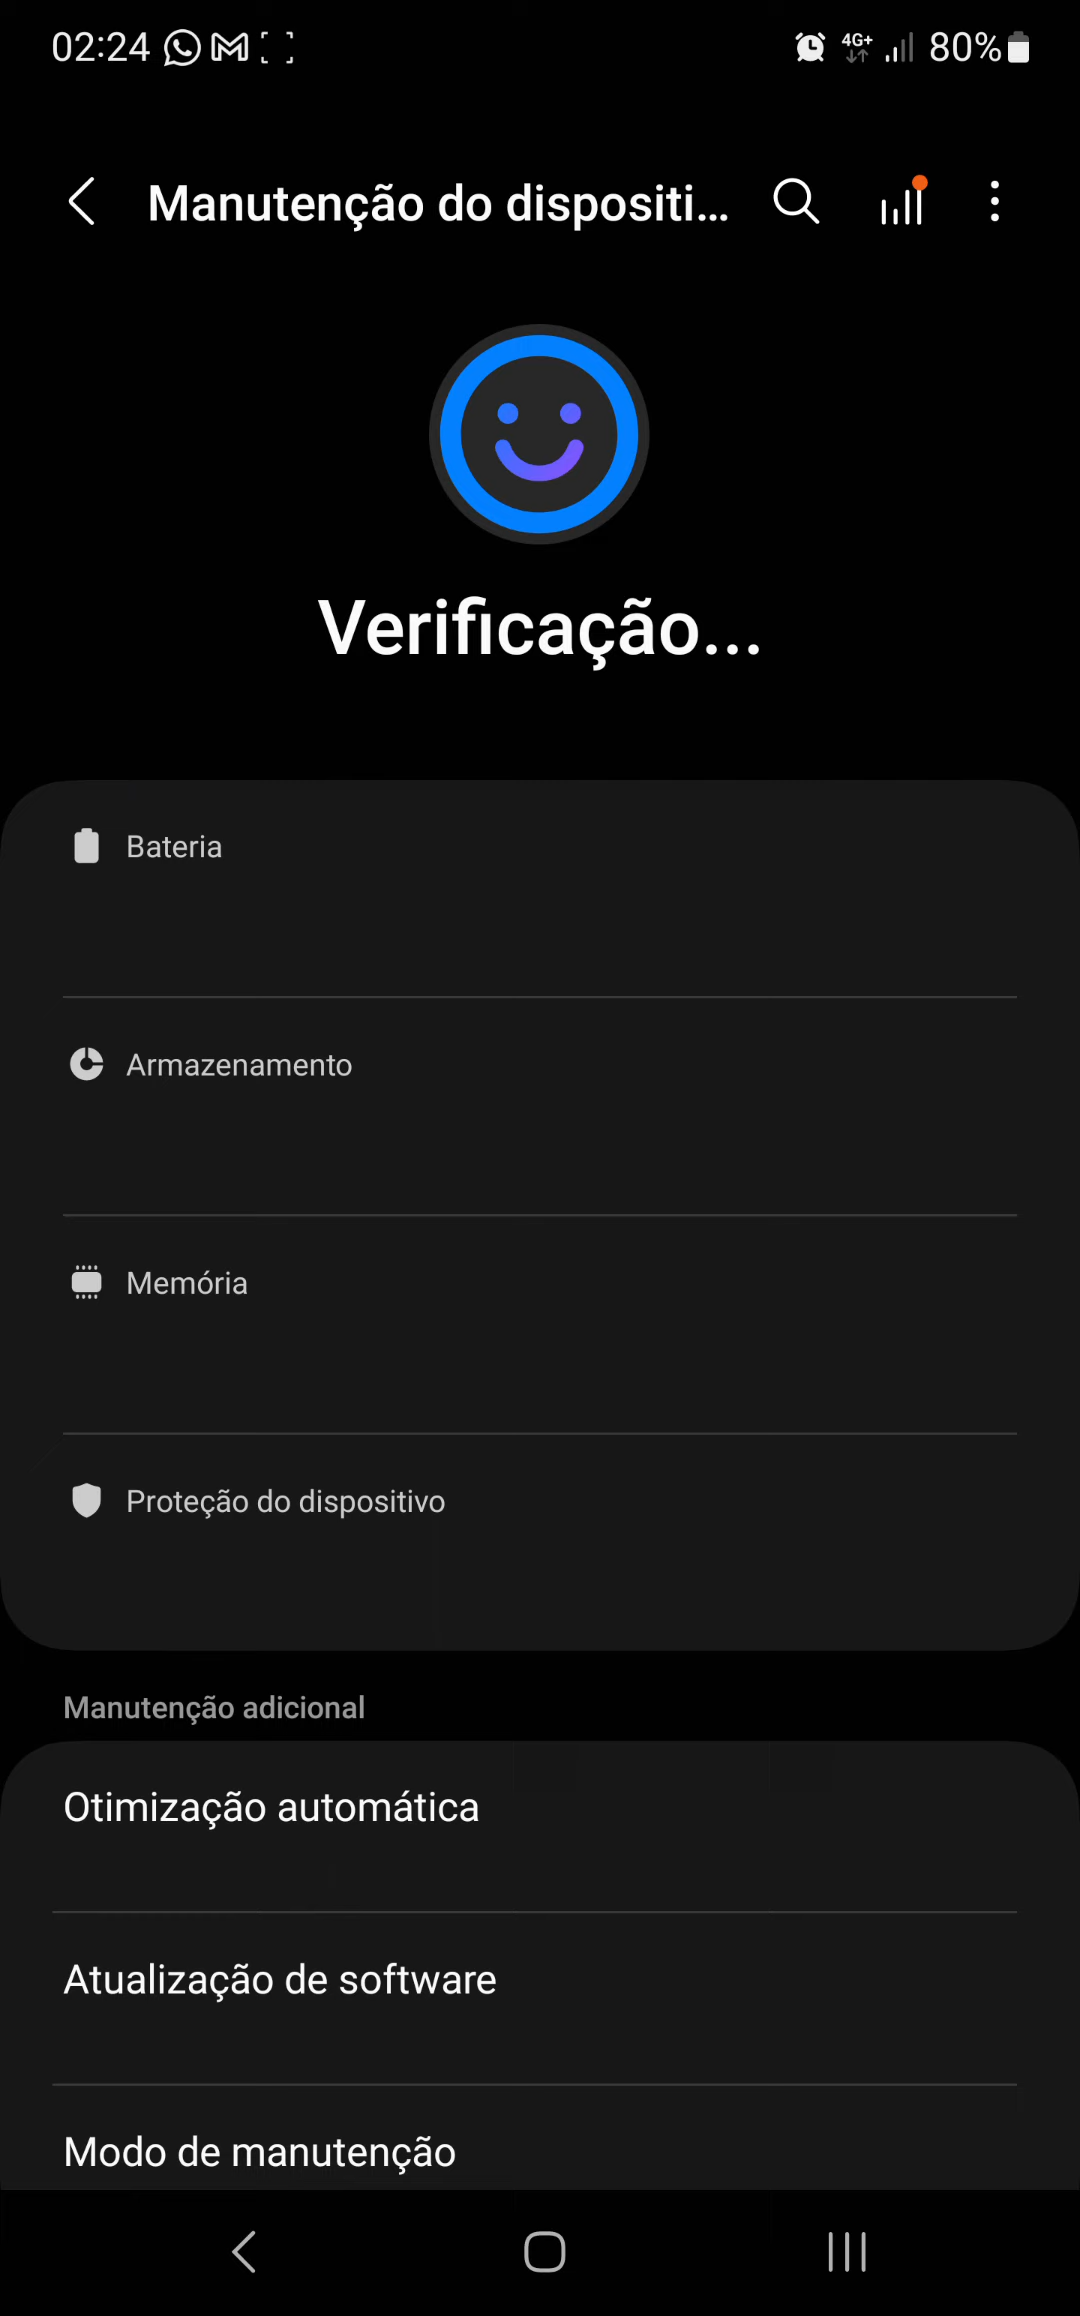 02:24
4G+
80%
Manutenção do dispositi...
Verificação...
Bateria
Armazenamento
Memória
Proteção do dispositivo
Manutenção adicional
Otimização automática
Atualização de software
Modo de manutenção